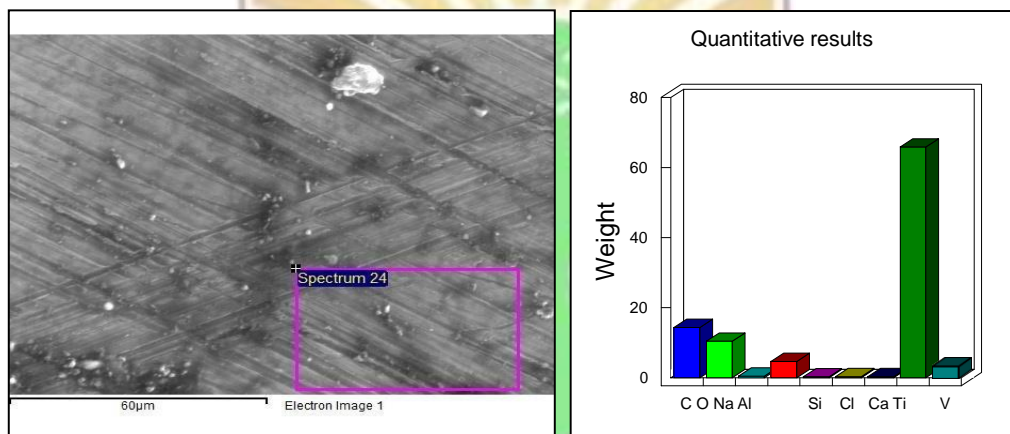 Spectrum 24
60µm
Electron Image 1
Quantitative results
Weight
80
60
40
20
0
C O Na Al Si Cl Ca Ti V